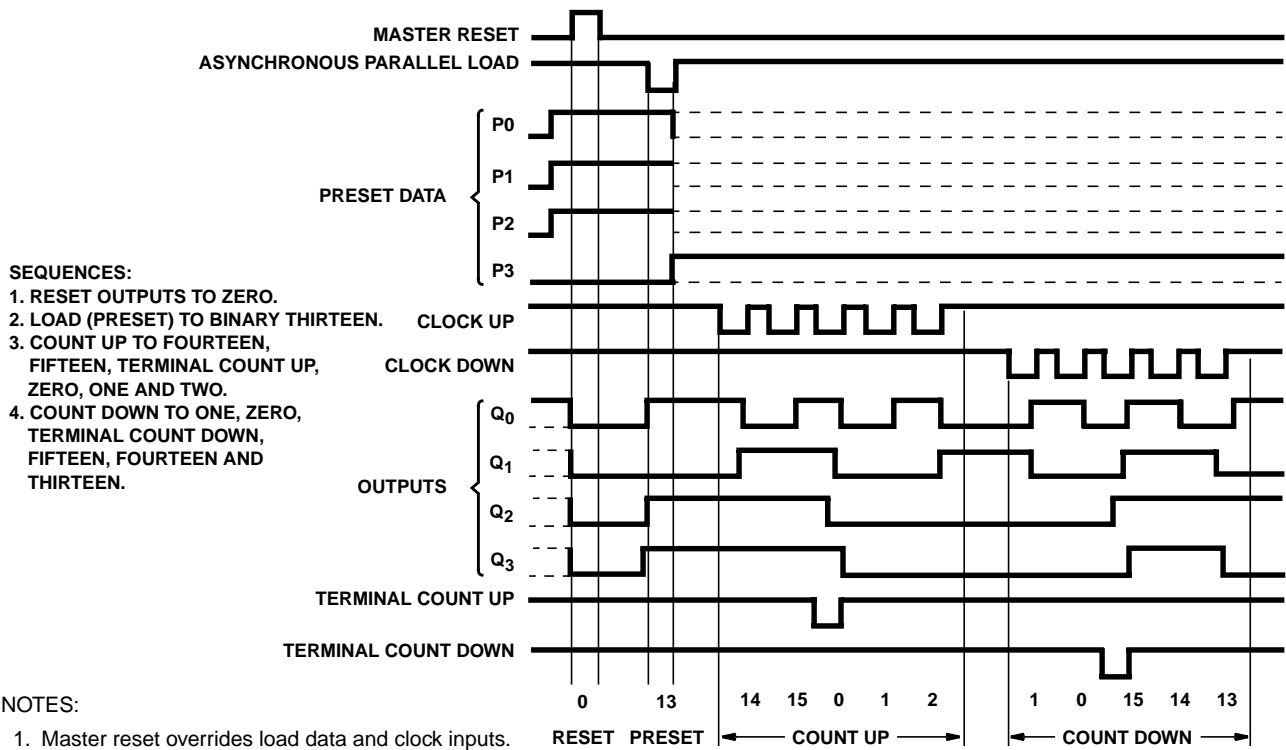 MASTER RESET
ASYNCHRONOUS PARALLEL LOAD
P0
P1
PRESET DATA
P2
P3
SEQUENCES:
1. RESET OUTPUTS TO ZERO.
2. LOAD (PRESET) TO BINARY THIRTEEN.
3. COUNT UP TO FOURTEEN,
FIFTEEN, TERMINAL COUNT UP,
ZERO, ONE AND TWO.
4. COUNT DOWN TO ONE, ZERO,
TERMINAL COUNT DOWN,
FIFTEEN, FOURTEEN AND
THIRTEEN.
CLOCK UP
CLOCK DOWN
Q0
Q1
OUTPUTS
Q2
Q3
TERMINAL COUNT UP
TERMINAL COUNT DOWN
0 13 14 15 0 1 2 1 0 15 14 13
RESET PRESET COUNT UP COUNT DOWN
NOTES:
1. Master reset overrides load data and clock inputs.